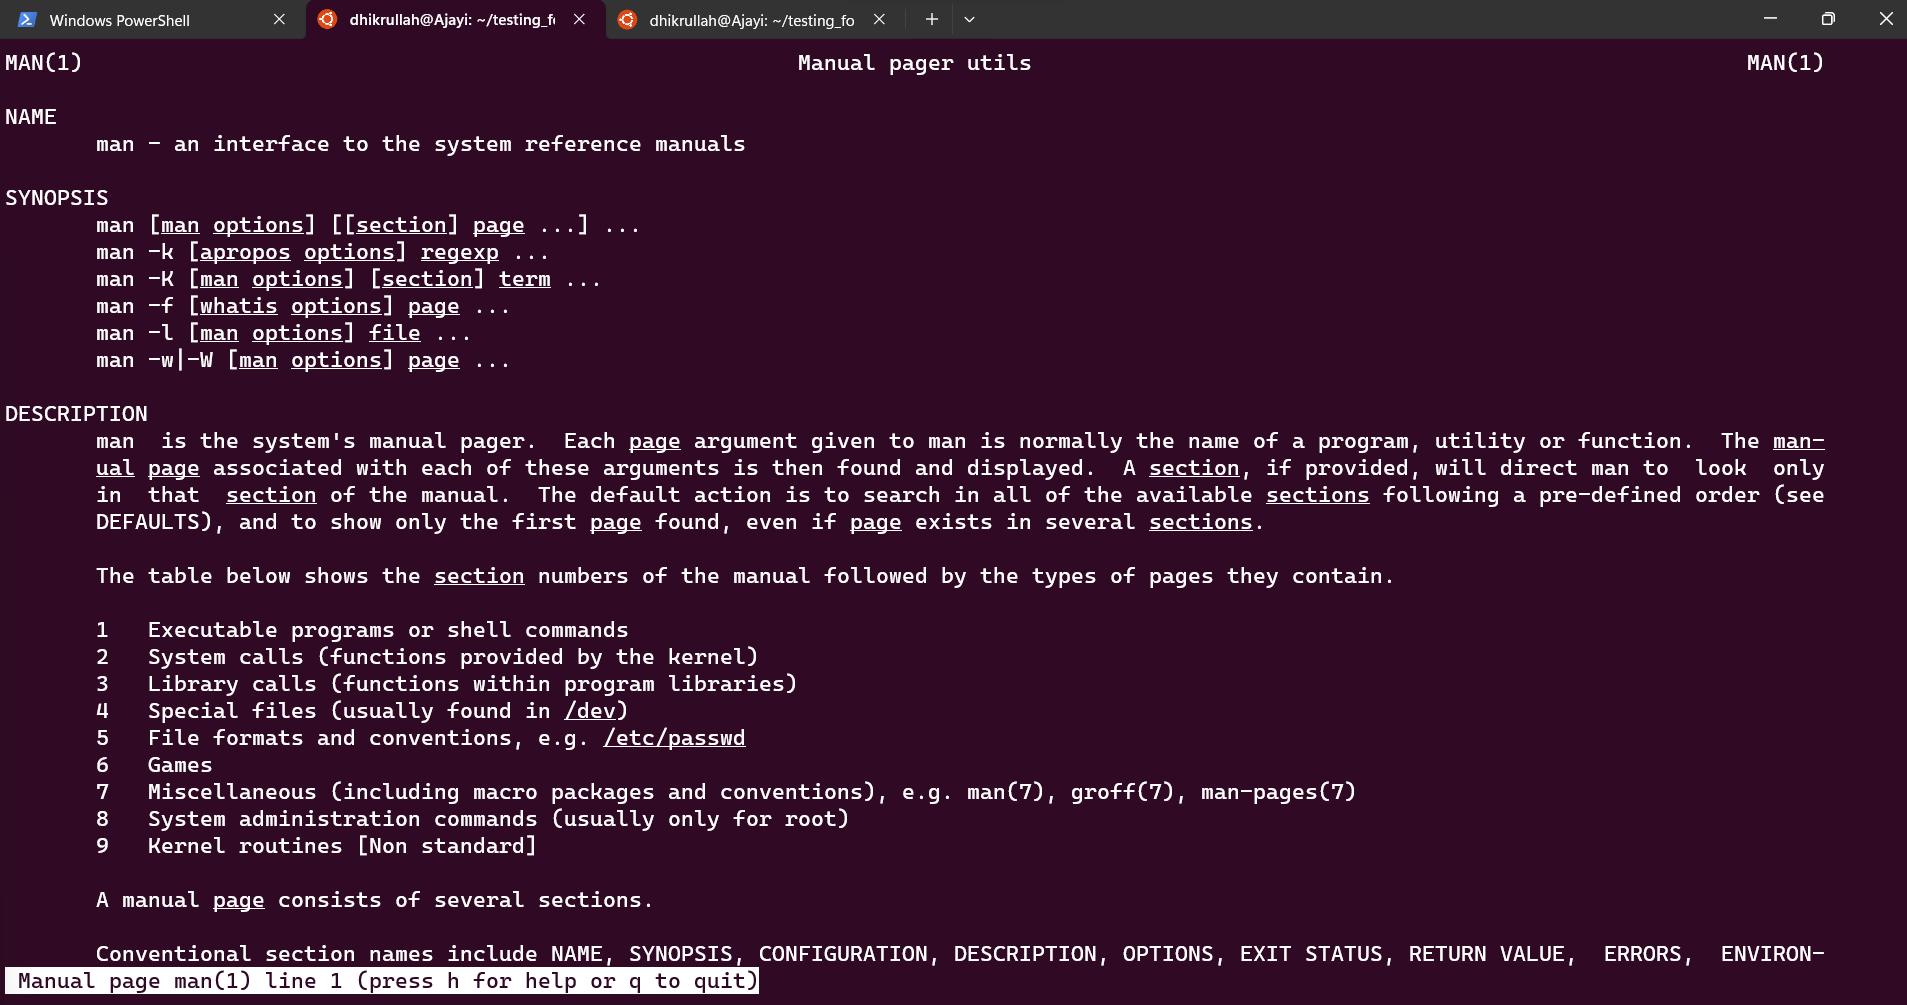 Windows PowerShell
dhikrullah@Ajayi: ~/testing_fo
dhikrullah@Ajayi: ~/testing_fo
MAN(1) Manual pager utils MAN(1)
NAME
man - an interface to the system reference manuals
SYNOPSIS
man [man options] [[section] page ...] ...
man -k [apropos options] regexp ...
man -K [man options] [section] term ...
man -f [whatis options] page ...
man -l [man options] file ...
man -w|-W [man options] page ...
DESCRIPTION
man is the system's manual pager. Each page argument given to man is normally the name of a program, utility or function. The man-
ual page associated with each of these arguments is then found and displayed. A section, if provided, will direct man to look only
in that section of the manual. The default action is to search in all of the available sections following a pre-defined order (see
DEFAULTS), and to show only the first page found, even if page exists in several sections.
The table below shows the section numbers of the manual followed by the types of pages they contain.
1 Executable programs or shell commands
2 System calls (functions provided by the kernel)
3 Library calls (functions within program libraries)
4 Special files (usually found in /dev)
5 File formats and conventions, e.g. /etc/passwd
6 Games
7 Miscellaneous (including macro packages and conventions), e.g. man(7), groff(7), man-pages(7)
8 System administration commands (usually only for root)
9 Kernel routines [Non standard]
A manual page consists of several sections.
Conventional section names include NAME, SYNOPSIS, CONFIGURATION, DESCRIPTION, OPTIONS, EXIT STATUS, RETURN VALUE, ERRORS, ENVIRON-
Manual page man(1) line 1 (press h for help or q to quit)